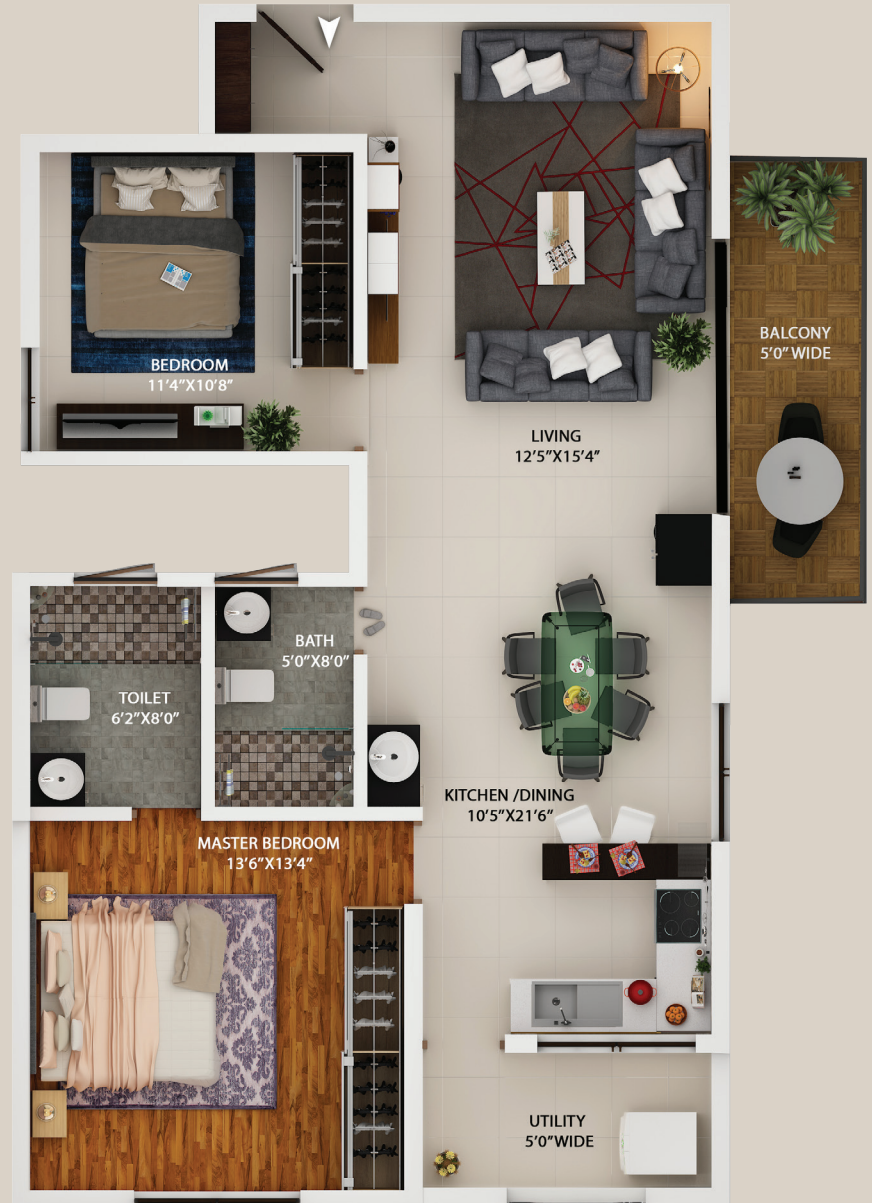 BEDROOM
11'4"X10'8"
BALCONY
5'0" WIDE
LIVING
12'5"X15'4"
BATH
5'0"X8'0"
TOILET
6'2"X8'0"
KITCHEN /DINING
10'5"X21'6"
MASTER BEDROOM
13'6"X13'4"
UTILITY
5'0"WIDE